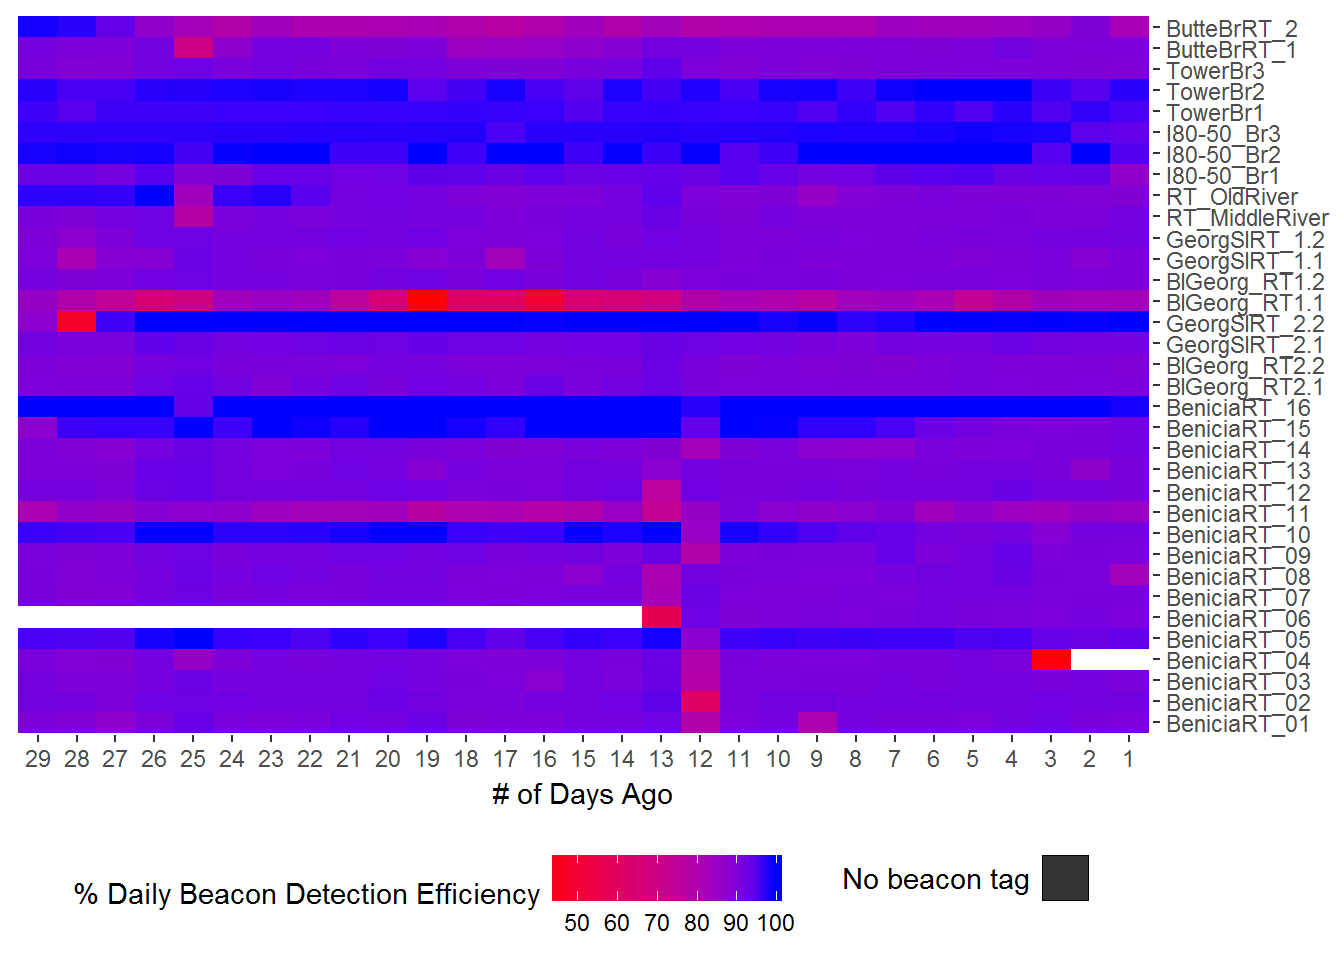 ButteBrRT_2
ButteBrRT_1
TowerBr3
TowerBr2
TowerBr1
I80-50_Br3
I80-50_Br2
I80-50_Br1
RT_OldRiver
RT_MiddleRiver
GeorgSlRT_1.2
GeorgSlRT_1.1
BlGeorg_RT1.2
BlGeorg_RT1.1
GeorgSlRT_2.2
GeorgSlRT_2.1
BlGeorg_RT2.2
BlGeorg_RT2.1
BeniciaRT_16
BeniciaRT_15
BeniciaRT_14
BeniciaRT_13
BeniciaRT_12
BeniciaRT_11
BeniciaRT_10
BeniciaRT_09
BeniciaRT_08
BeniciaRT_07
BeniciaRT_06
BeniciaRT_05
BeniciaRT_04
BeniciaRT_03
BeniciaRT_02
BeniciaRT_01
29 28 27 26 25 24 23 22 21 20 19 18 17 16 15 14 13 12 11 10 9 8 7 6 5 4 3 2 1
# of Days Ago
% Daily Beacon Detection Efficiency
50 60 70 80 90 100
No beacon tag